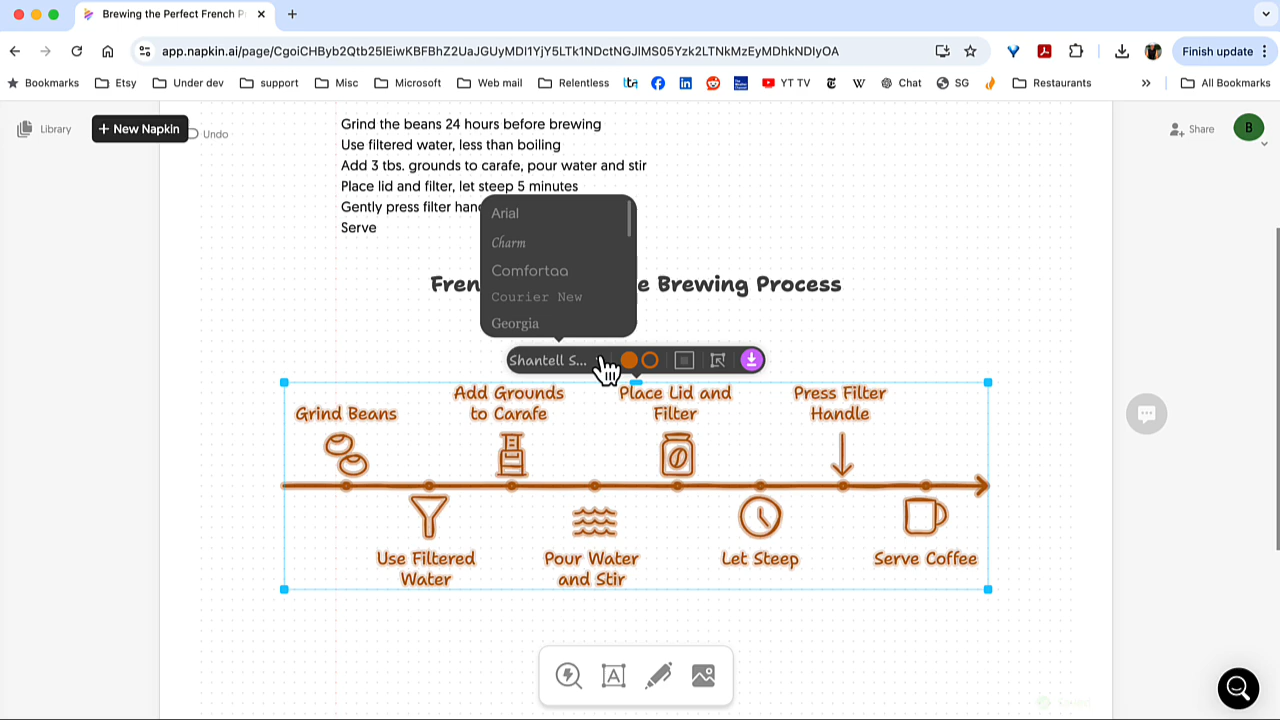 Brewing the Perfect French P
app.napkin.ai/page/CgoiCHByb2Qtb25lEiwKBFBhZ2UaJGUyMDI1YjY5LTk1NDctNGJlMS05Yzk2LTNkMzEyMDhkNDIyOA
Finish update
Bookmarks
Etsy
Under dev
support
Misc
Microsoft
Web mail
Relentless
YT TV
Chat
SG
Restaurants
All Bookmarks
Library
+ New Napkin
Undo
Share
B
Grind the beans 24 hours before brewing
Use filtered water, less than boiling
Add 3 tbs. grounds to carafe, pour water and stir
Place lid and filter, let steep 5 minutes
Gently press filter han
Serve
Arial
Charm
Comfortaa
Courier New
Georgia
Fren e Brewing Process
Shantell S...
Grind Beans
Add Grounds
to Carafe
Place Lid and
Filter
Press Filter
Handle
Use Filtered
Water
Pour Water
and Stir
Let Steep
Serve Coffee